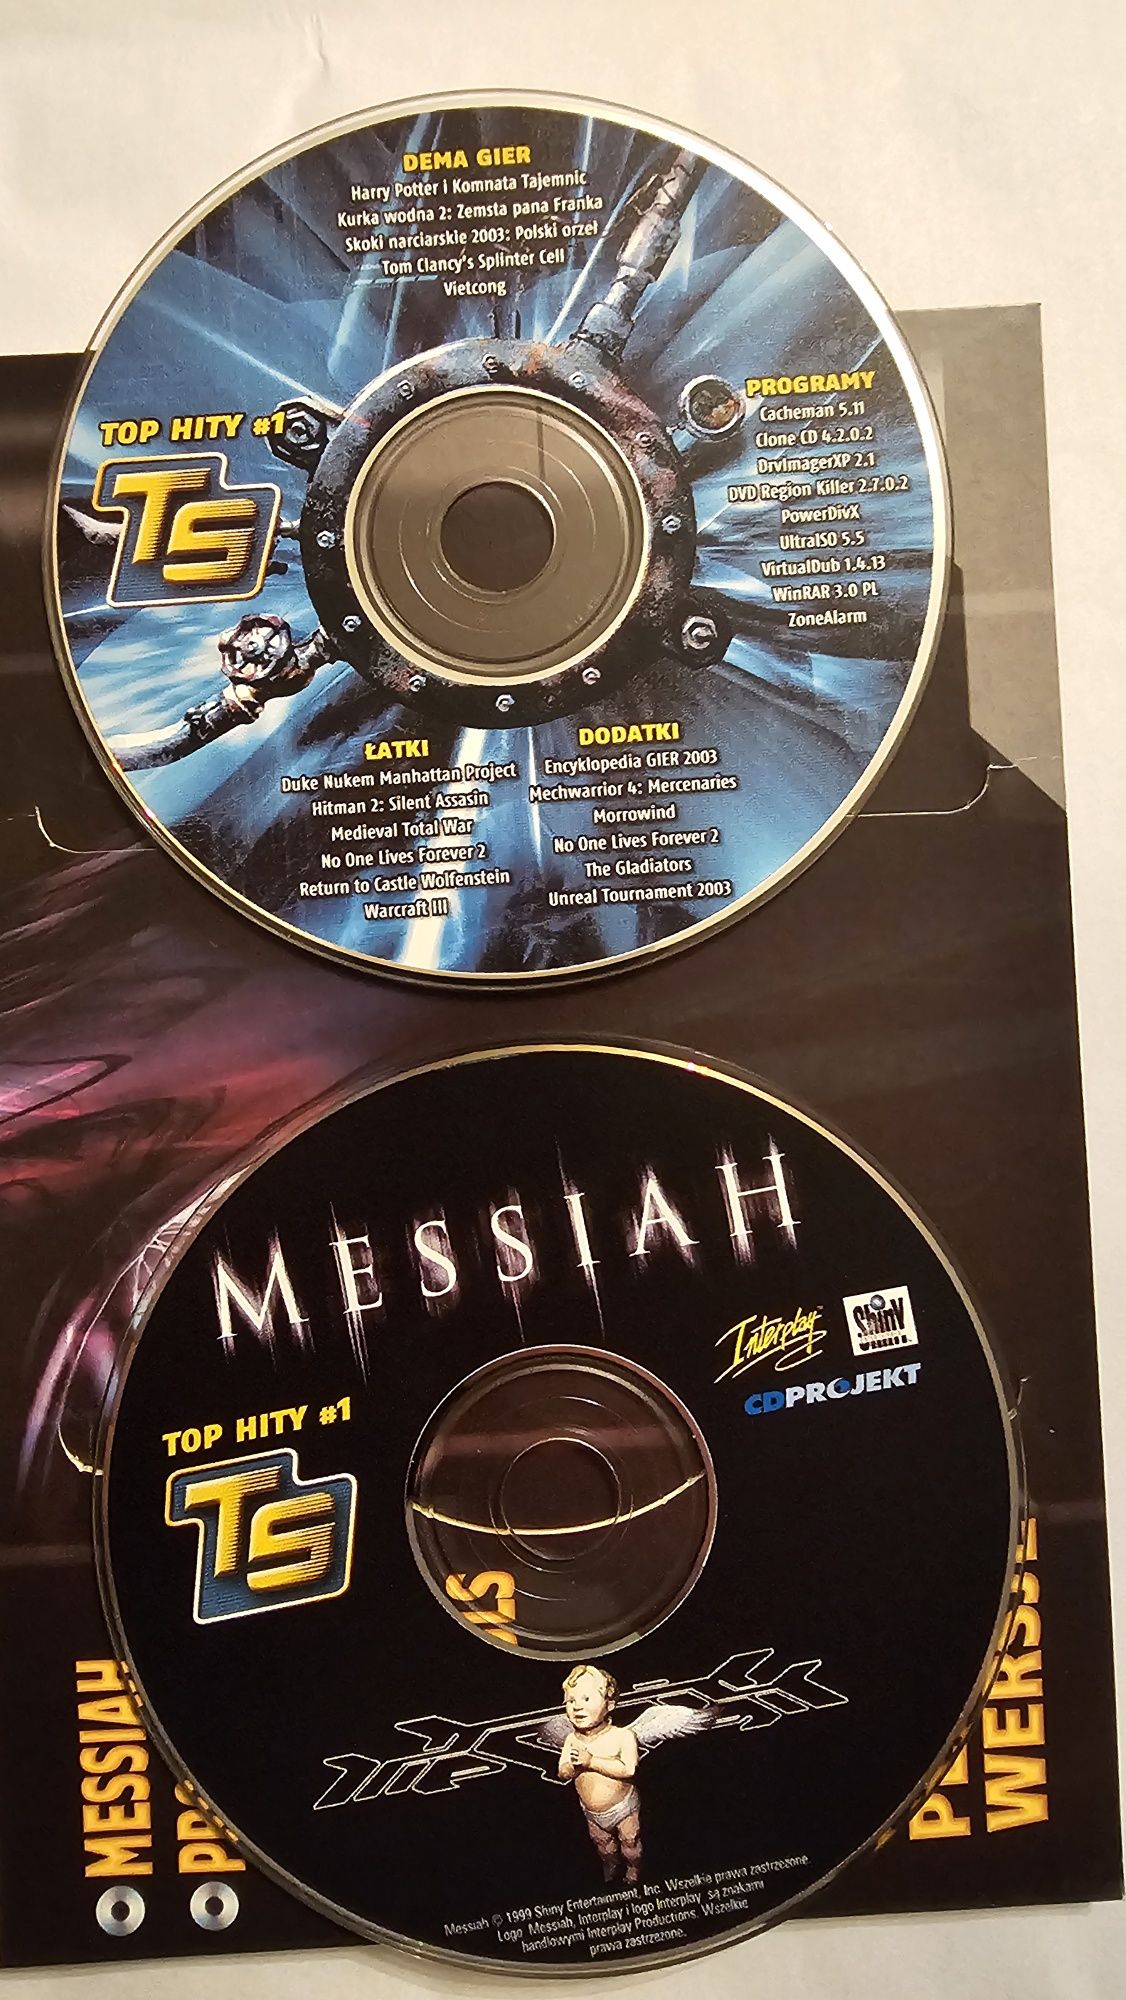 DEMA GIER
Harry Potter i Komnata Tajemnic
Kurka wodna 2: Zemsta pana Franka
Skoki narciarskie 2003: Polski orzeł
Tom Clancy's Splinter Cell
Vietcong
PROGRAMY
Cacheman 5.11
Clone CD 4.2.0.2
DrvImagerXP 2.1
DVD Region Killer 2.7.0.2
PowerDivX
UltraISO 5.5
VirtualDub 1.4.13
WinRAR 3.0 PL
ZoneAlarm
TOP HITY #1
TS
ŁATKI
Duke Nukem Manhattan Project
Hitman 2: Silent Assasin
Medieval Total War
No One Lives Forever 2
Return to Castle Wolfenstein
Warcraft III
DODATKI
Encyklopedia GIER 2003
Mechwarrior 4: Mercenaries
Morrowind
No One Lives Forever 2
The Gladiators
Unreal Tournament 2003
MESSIAH
Interplay™
Shiny
CDPROJEKT
TOP HITY #1
TS
Messiah © 1999 Shiny Entertainment, Inc. Wszelkie prawa zastrzeżone.
Logo Messiah, Interplay i logo Interplay są znakami
handlowymi Interplay Productions. Wszelkie
prawa zastrzeżone.
MESSIAH
WERSJE